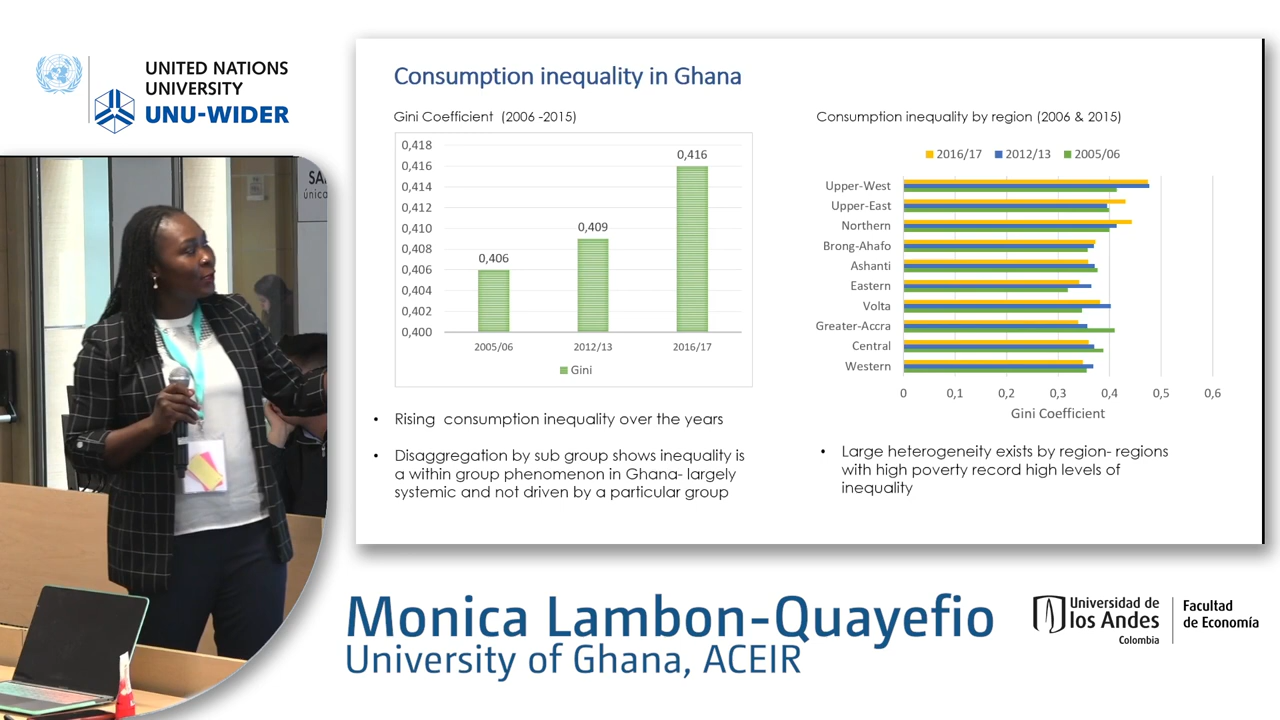 UNITED NATIONS
UNIVERSITY
UNU-WIDER
SA
única
Consumption inequality in Ghana
Gini Coefficient (2006 -2015)
0,418
0,416
0,414
0,412
0,410
0,408
0,406
0,404
0,402
0,400
0,406
0,409
0,416
2005/06
2012/13
2016/17
Gini
• Rising consumption inequality over the years
• Disaggregation by sub group shows inequality is
a within group phenomenon in Ghana- largely
systemic and not driven by a particular group
Consumption inequality by region (2006 & 2015)
2016/17 2012/13 2005/06
Upper-West
Upper-East
Northern
Brong-Ahafo
Ashanti
Eastern
Volta
Greater-Accra
Central
Western
0 0,1 0,2 0,3 0,4 0,5 0,6
Gini Coefficient
• Large heterogeneity exists by region- regions
with high poverty record high levels of
inequality
Monica Lambon-Quayefio
University of Ghana, ACEIR
Universidad de
los Andes
Colombia
Facultad
de Economía